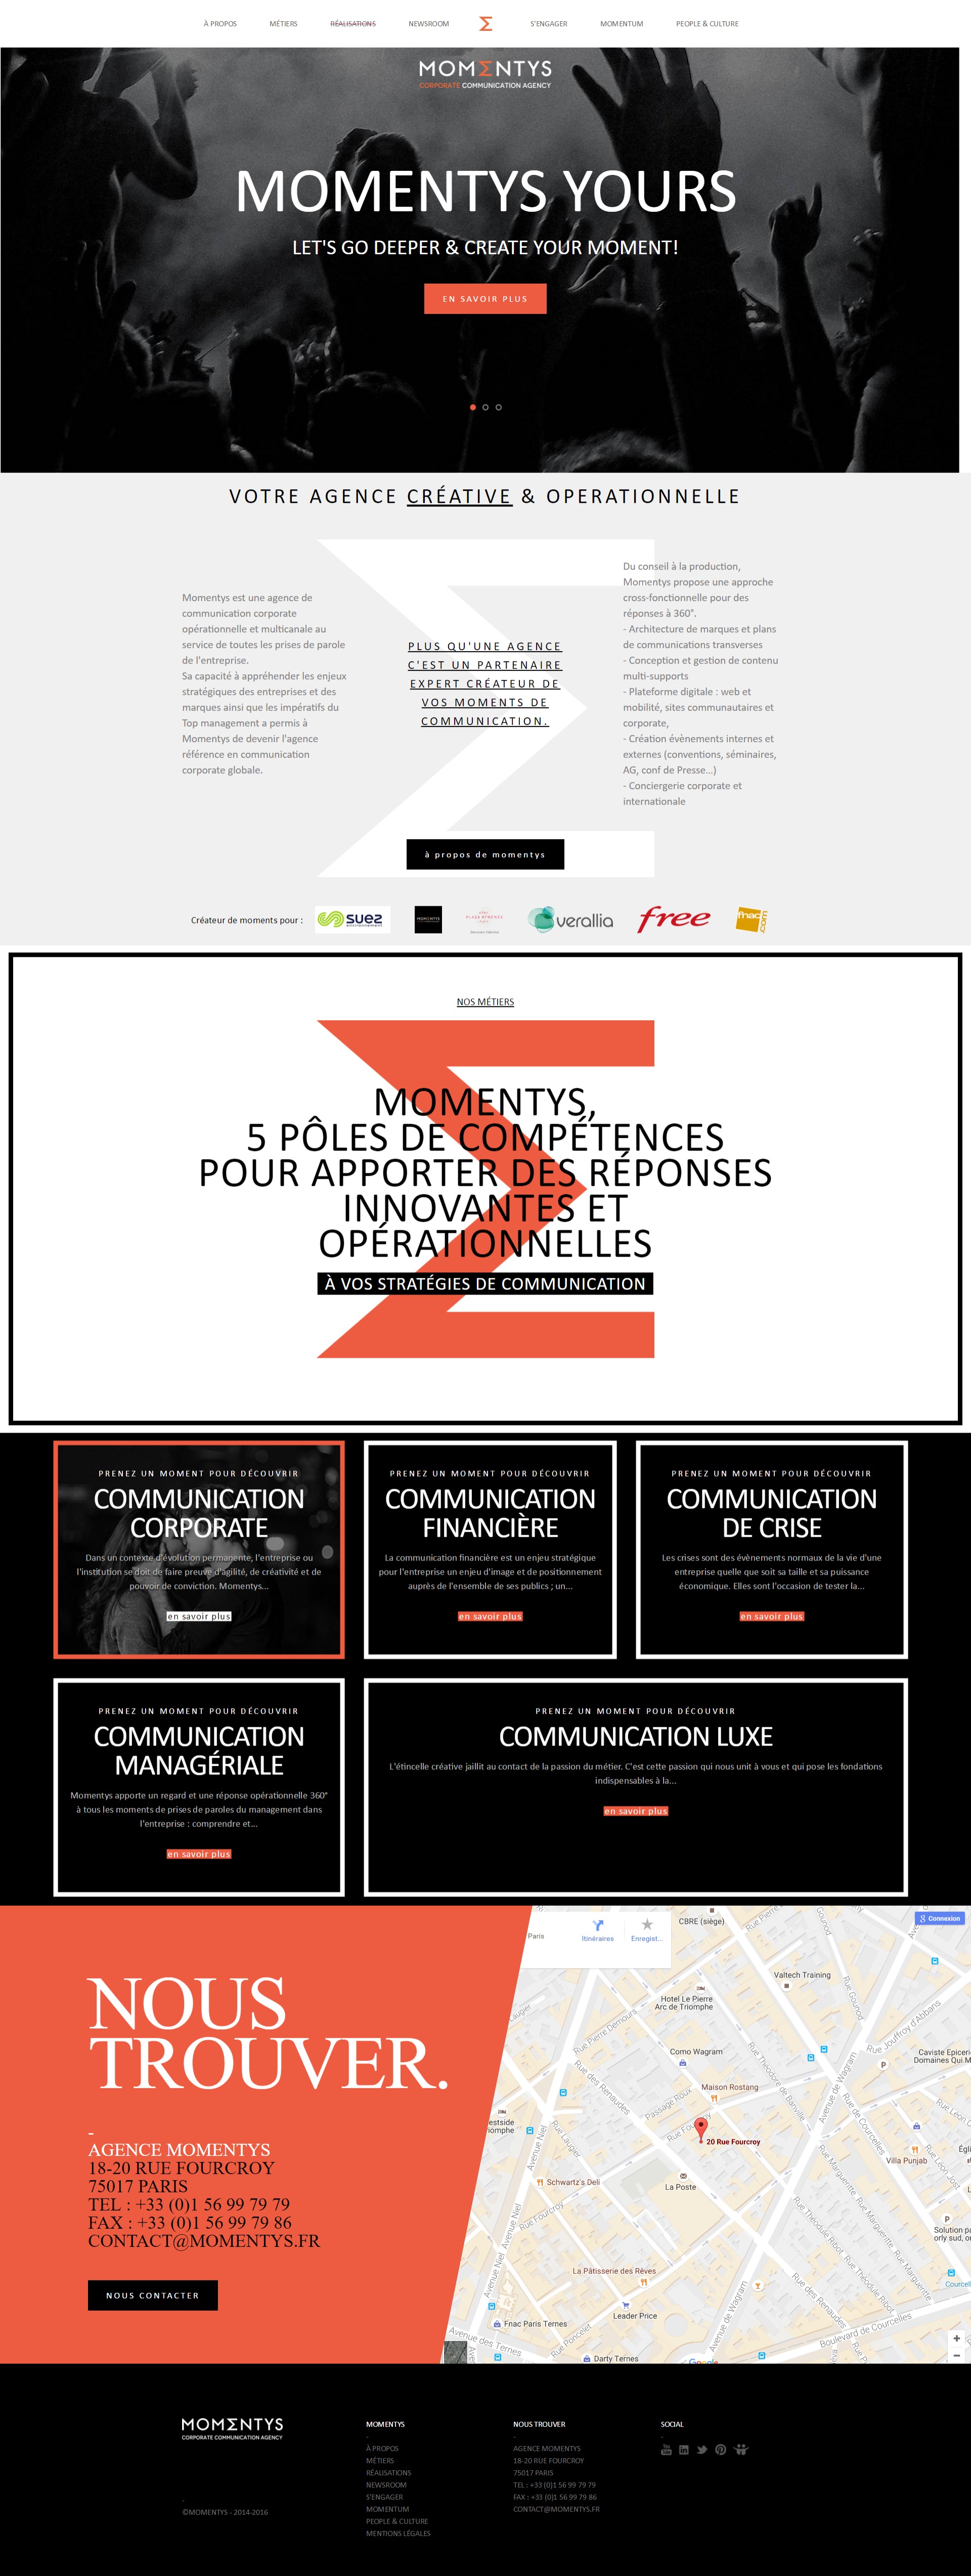 À PROPOS MÉTIERS RÉALISATIONS NEWSROOM S'ENGAGER MOMENTUM PEOPLE & CULTURE
MOMΣNTYS
CORPORATE COMMUNICATION AGENCY
MOMENTYS YOURS
LET'S GO DEEPER & CREATE YOUR MOMENT!
EN SAVOIR PLUS
VOTRE AGENCE CRÉATIVE & OPERATIONNELLE
Momentys est une agence de
communication corporate
opérationnelle et multicanale au
service de toutes les prises de parole
de l'entreprise.
Sa capacité à appréhender les enjeux
stratégiques des entreprises et des
marques ainsi que les impératifs du
Top management a permis à
Momentys de devenir l'agence
référence en communication
corporate globale.
PLUS QU'UNE AGENCE
C'EST UN PARTENAIRE
EXPERT CRÉATEUR DE
VOS MOMENTS DE
COMMUNICATION.
Du conseil à la production,
Momentys propose une approche
cross-fonctionnelle pour des
réponses à 360°.
- Architecture de marques et plans
de communications transverses
- Conception et gestion de contenu
multi-supports
- Plateforme digitale : web et
mobilité, sites communautaires et
corporate,
- Création évènements internes et
externes (conventions, séminaires,
AG, conf de Presse...)
- Conciergerie corporate et
internationale
à propos de momentys
Créateur de moments pour :
suez
environnement
MOMΣNTYS
verallia
free
fnac
.com
NOS MÉTIERS
MOMENTYS,
5 PÔLES DE COMPÉTENCES
POUR APPORTER DES RÉPONSES
INNOVANTES ET
OPÉRATIONNELLES
À VOS STRATÉGIES DE COMMUNICATION
PRENEZ UN MOMENT POUR DÉCOUVRIR
COMMUNICATION
CORPORATE
Dans un contexte d'évolution permanente, l'entreprise ou
l'institution se doit de faire preuve d'agilité, de créativité et de
pouvoir de conviction. Momentys...
en savoir plus
PRENEZ UN MOMENT POUR DÉCOUVRIR
COMMUNICATION
FINANCIÈRE
La communication financière est un enjeu stratégique
pour l'entreprise un enjeu d'image et de positionnement
auprès de l'ensemble de ses publics ; un...
en savoir plus
PRENEZ UN MOMENT POUR DÉCOUVRIR
COMMUNICATION
DE CRISE
Les crises sont des évènements normaux de la vie d'une
entreprise quelle que soit sa taille et sa puissance
économique. Elles sont l'occasion de tester la...
en savoir plus
PRENEZ UN MOMENT POUR DÉCOUVRIR
COMMUNICATION
MANAGÉRIALE
Momentys apporte un regard et une réponse opérationnelle 360°
à tous les moments de prises de paroles du management dans
l'entreprise : comprendre et...
en savoir plus
PRENEZ UN MOMENT POUR DÉCOUVRIR
COMMUNICATION LUXE
L'étincelle créative jaillit au contact de la passion du métier. C'est cette passion qui nous unit à vous et qui pose les fondations
indispensables à la...
en savoir plus
NOUS
TROUVER.
-
AGENCE MOMENTYS
18-20 RUE FOURCROY
75017 PARIS
TEL : +33 (0)1 56 99 79 79
FAX : +33 (0)1 56 99 79 86
CONTACT@MOMENTYS.FR
NOUS CONTACTER
Paris
Itinéraires
Enregist...
CBRE (siège)
Connexion
Valtech Training
Hotel Le Pierre
Arc de Triomphe
Rue Gounod
Rue Jouffroy d'Abbans
Rue Pierre Demours
Como Wagram
Caviste Epiceri
Domaines Qui M
Rue des Renaudes
Rue Théodore de Banville
Avenue de Wagram
Maison Rostang
Passage Roux
20 Rue Fourcroy
Rue Laugier
Avenue Niel
Villa Punjab
Schwartz's Deli
La Poste
Rue Fourcroy
Rue Marguerite
Rue Théodule Ribot
Solution p
orly sud, o
La Pâtisserie des Rêves
Courcel
Leader Price
Fnac Paris Ternes
Rue Poncelet
Avenue de Wagram
Rue des Renaudes
Boulevard de Courcelles
Avenue des Ternes
Darty Ternes
Google
MOMΣNTYS
CORPORATE COMMUNICATION AGENCY
-
©MOMENTYS - 2014-2016
MOMENTYS
-
À PROPOS
MÉTIERS
RÉALISATIONS
NEWSROOM
S'ENGAGER
MOMENTUM
PEOPLE & CULTURE
MENTIONS LÉGALES
NOUS TROUVER
-
AGENCE MOMENTYS
18-20 RUE FOURCROY
75017 PARIS
TEL : +33 (0)1 56 99 79 79
FAX : +33 (0)1 56 99 79 86
CONTACT@MOMENTYS.FR
SOCIAL
-